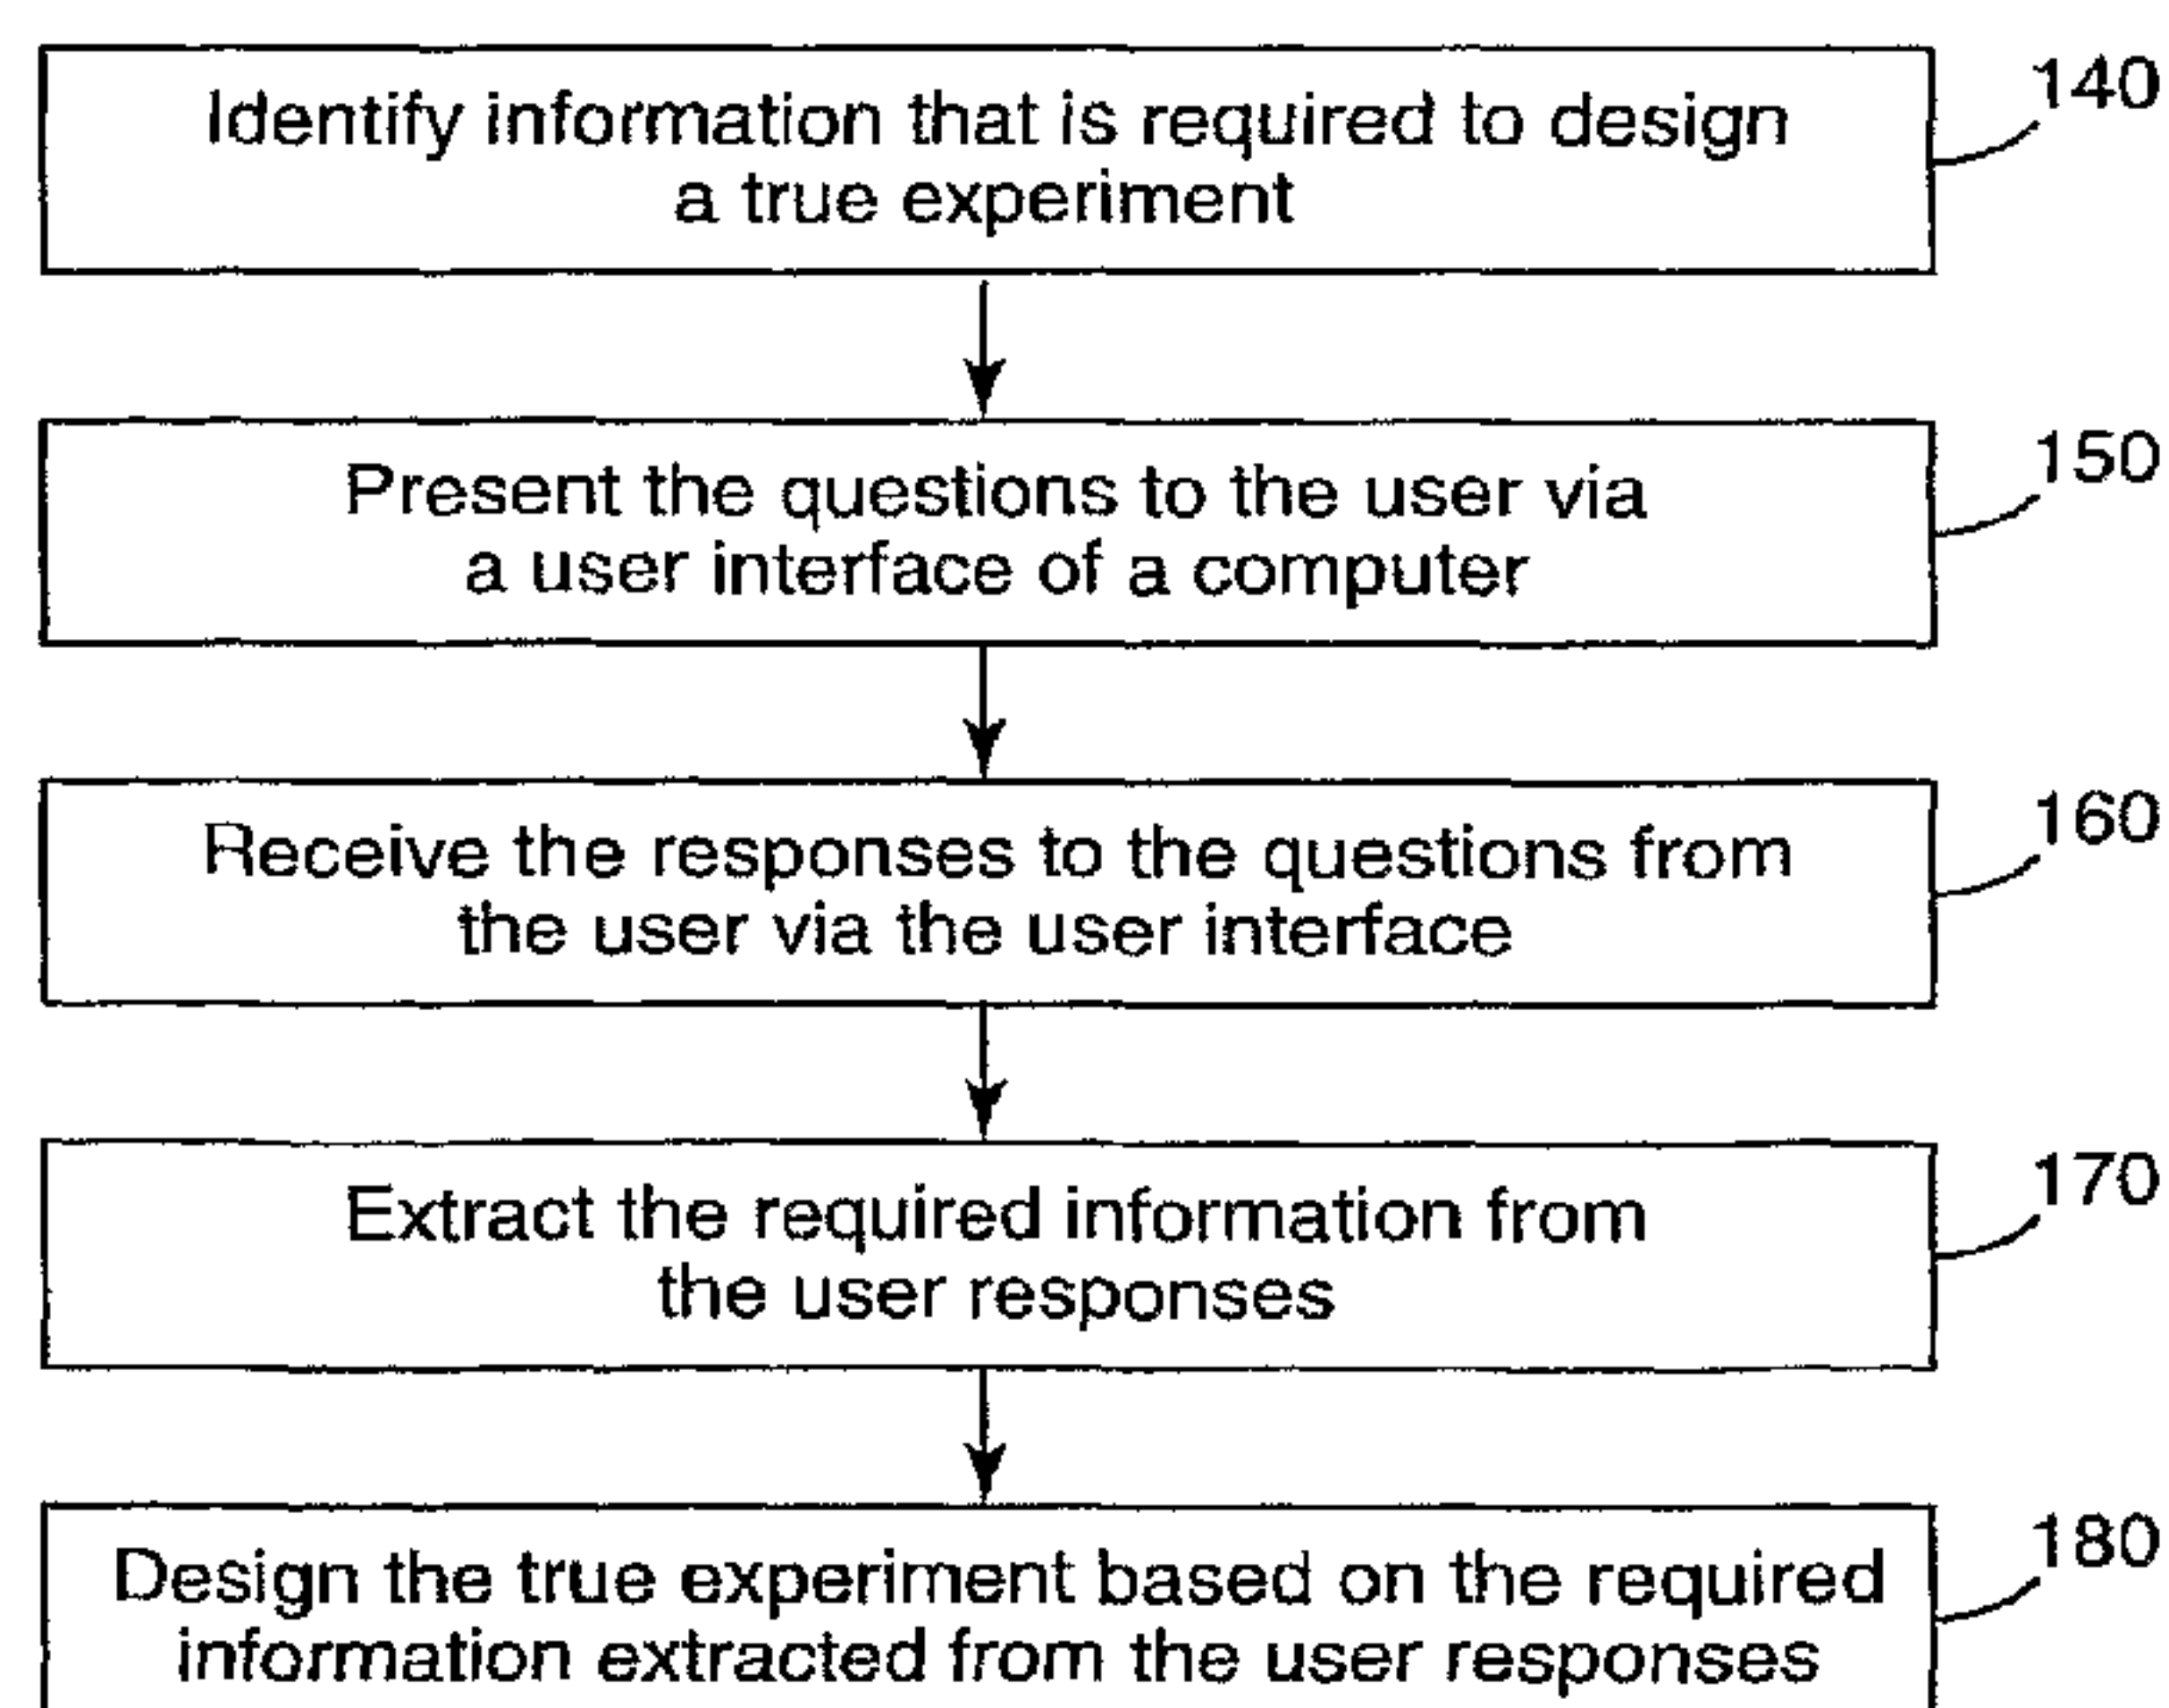 Identify information that is required to design
a true experiment
140
Present the questions to the user via
a user interface of a computer
150
Receive the responses to the questions from
the user via the user interface
160
Extract the required information from
the user responses
170
Design the true experiment based on the required
information extracted from the user responses
180